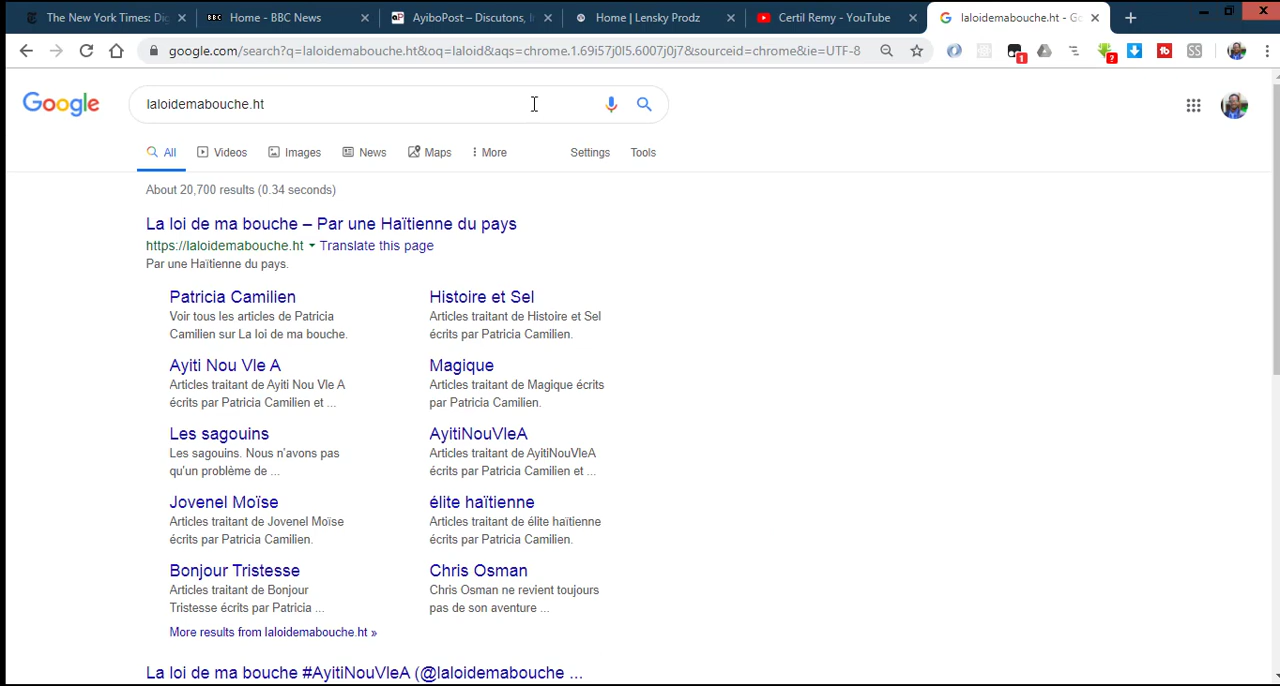 The New York Times: Dig
BBC Home - BBC News
aP AyiboPost – Discutons, I
Home | Lensky Prodz
Certil Remy - YouTube
laloidemabouche.ht - Go
google.com/search?q=laloidemabouche.ht&oq=laloid&aqs=chrome.1.69i57j0l5.6007j0j7&sourceid=chrome&ie=UTF-8
1
?
SS
Google
laloidemabouche.ht
All
Videos
Images
News
Maps
More
Settings
Tools
About 20,700 results (0.34 seconds)
La loi de ma bouche – Par une Haïtienne du pays
https://laloidemabouche.ht Translate this page
Par une Haïtienne du pays.
Patricia Camilien
Voir tous les articles de Patricia
Camilien sur La loi de ma bouche.
Histoire et Sel
Articles traitant de Histoire et Sel
écrits par Patricia Camilien.
Ayiti Nou Vle A
Articles traitant de Ayiti Nou Vle A
écrits par Patricia Camilien et ...
Magique
Articles traitant de Magique écrits
par Patricia Camilien.
Les sagouins
Les sagouins. Nous n'avons pas
qu'un problème de ...
AyitiNouVleA
Articles traitant de AyitiNouVleA
écrits par Patricia Camilien et ...
Jovenel Moïse
Articles traitant de Jovenel Moïse
écrits par Patricia Camilien.
élite haïtienne
Articles traitant de élite haïtienne
écrits par Patricia Camilien.
Bonjour Tristesse
Articles traitant de Bonjour
Tristesse écrits par Patricia ...
Chris Osman
Chris Osman ne revient toujours
pas de son aventure ...
More results from laloidemabouche.ht »
La loi de ma bouche #AyitiNouVleA (@laloidemabouche ...